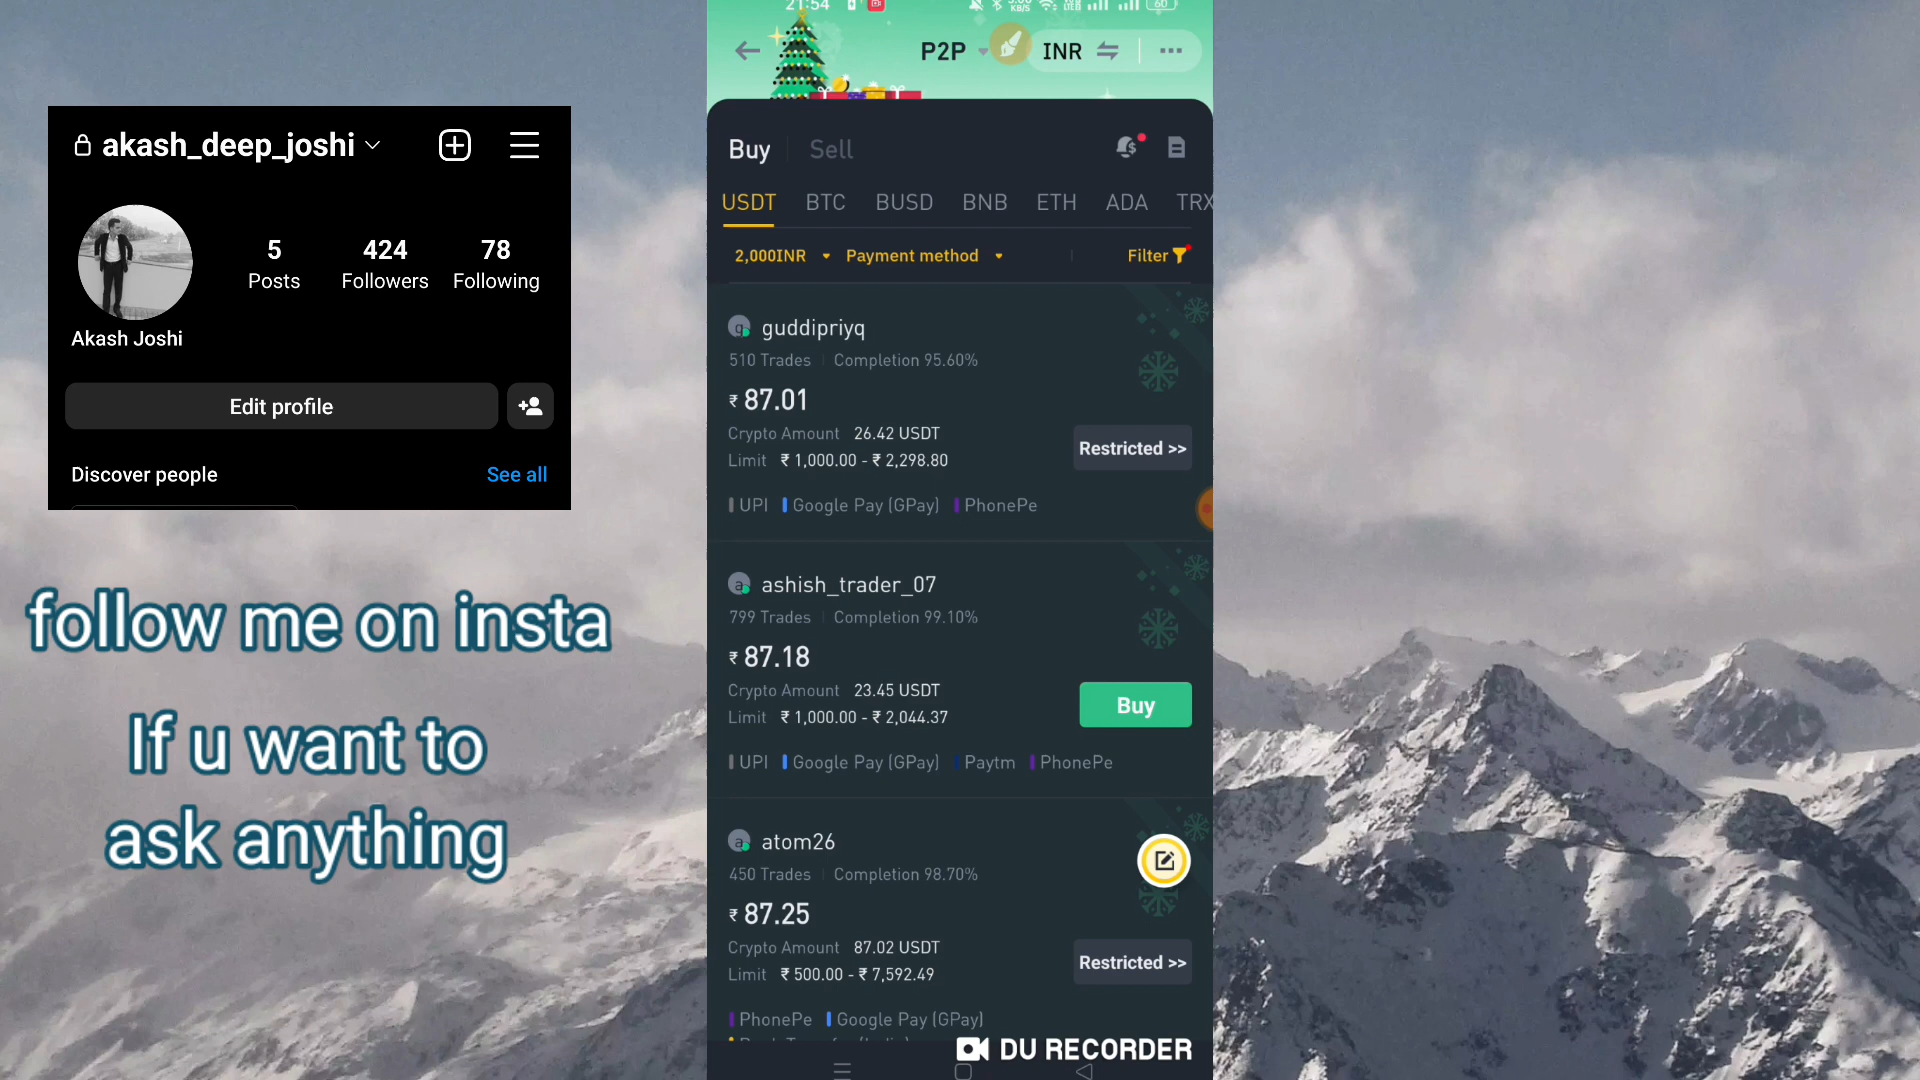 akash_deep_joshi
5 424 78
Posts Followers Following
Akash Joshi
Edit profile
Discover people See all
follow me on insta
If u want to
ask anything
21:54 60
P2P INR
Buy Sell
USDT BTC BUSD BNB ETH ADA TRX
2,000INR Payment method Filter
guddipriyq
510 Trades Completion 95.60%
₹ 87.01
Crypto Amount 26.42 USDT
Limit ₹ 1,000.00 - ₹ 2,298.80
Restricted >>
UPI Google Pay (GPay) PhonePe
a ashish_trader_07
799 Trades Completion 99.10%
₹ 87.18
Crypto Amount 23.45 USDT
Limit ₹ 1,000.00 - ₹ 2,044.37
Buy
UPI Google Pay (GPay) Paytm PhonePe
a atom26
450 Trades Completion 98.70%
₹ 87.25
Crypto Amount 87.02 USDT
Limit ₹ 500.00 - ₹ 7,592.49
Restricted >>
PhonePe Google Pay (GPay)
DU RECORDER